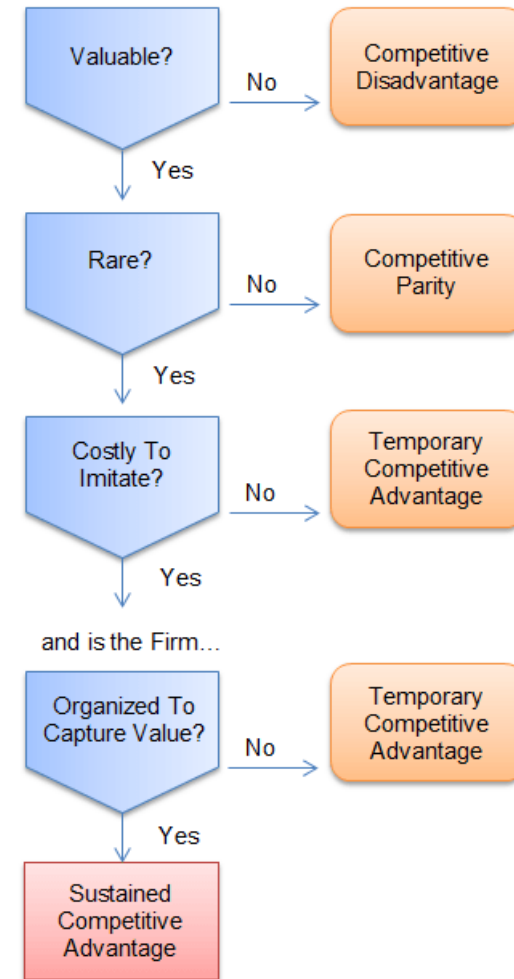 Valuable?
No
Competitive
Disadvantage
Yes
Rare?
No
Competitive
Parity
Yes
Costly To
Imitate?
No
Temporary
Competitive
Advantage
Yes
and is the Firm...
Organized To
Capture Value?
No
Temporary
Competitive
Advantage
Yes
Sustained
Competitive
Advantage